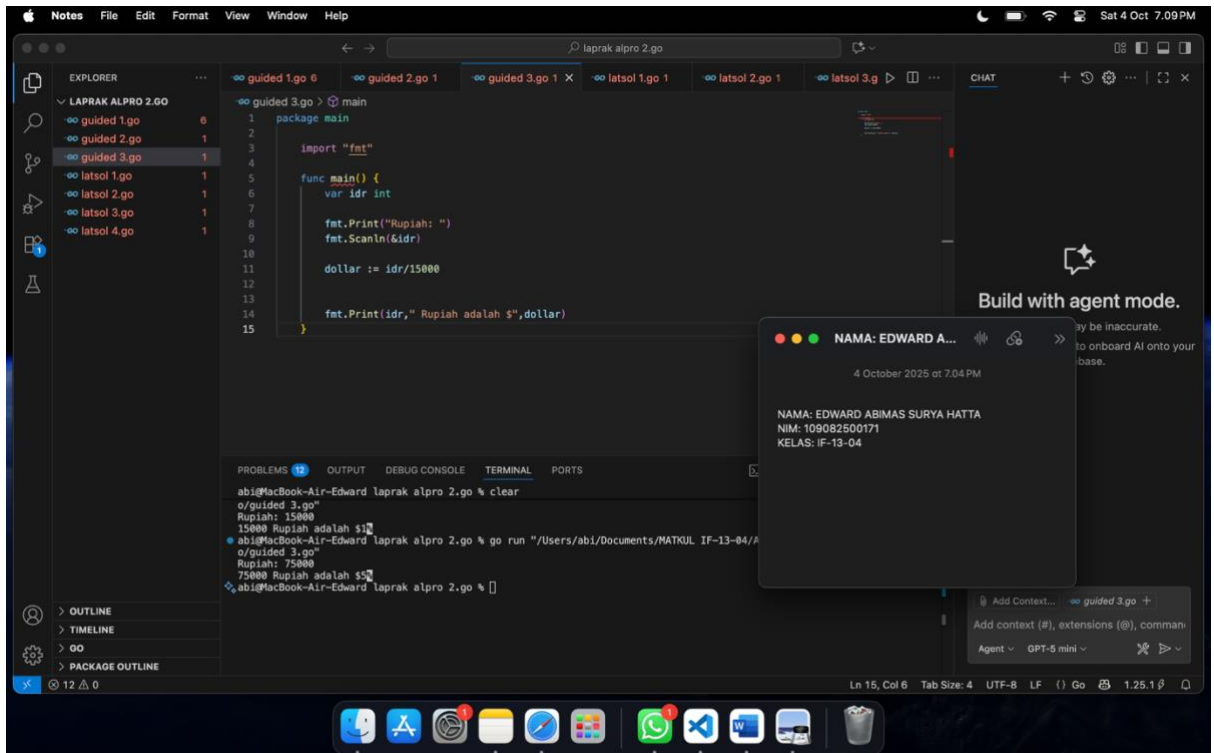 Notes File Edit Format View Window Help
Sat 4 Oct 7.09 PM
laprak alpro 2.go
EXPLORER
LAPRAK ALPRO 2.GO
guided 1.go 6
guided 2.go 1
guided 3.go 1
latsol 1.go 1
latsol 2.go 1
latsol 3.go 1
latsol 4.go 1
OUTLINE
TIMELINE
GO
PACKAGE OUTLINE
guided 1.go 6 guided 2.go 1 guided 3.go 1 latsol 1.go 1 latsol 2.go 1 latsol 3.g
guided 3.go > main
1 package main
2
3 import "fmt"
4
5 func main() {
6 var idr int
7
8 fmt.Print("Rupiah: ")
9 fmt.Scanln(&idr)
10
11 dollar := idr/15000
12
13
14 fmt.Print(idr," Rupiah adalah $",dollar)
15 }
PROBLEMS 12 OUTPUT DEBUG CONSOLE TERMINAL PORTS
abi@MacBook-Air-Edward laprak alpro 2.go % clear
o/guided 3.go"
Rupiah: 15000
15000 Rupiah adalah $1%
abi@MacBook-Air-Edward laprak alpro 2.go % go run "/Users/abi/Documents/MATKUL IF-13-04/A
o/guided 3.go"
Rupiah: 75000
75000 Rupiah adalah $5%
abi@MacBook-Air-Edward laprak alpro 2.go %
CHAT
Build with agent mode.
ay be inaccurate.
to onboard AI onto your
base.
NAMA: EDWARD A...
4 October 2025 at 7.04 PM
NAMA: EDWARD ABIMAS SURYA HATTA
NIM: 109082500171
KELAS: IF-13-04
Add Context... guided 3.go +
Add context (#), extensions (@), comman
Agent GPT-5 mini
12 0
Ln 15, Col 6 Tab Size: 4 UTF-8 LF {} Go 1.25.1
1
1